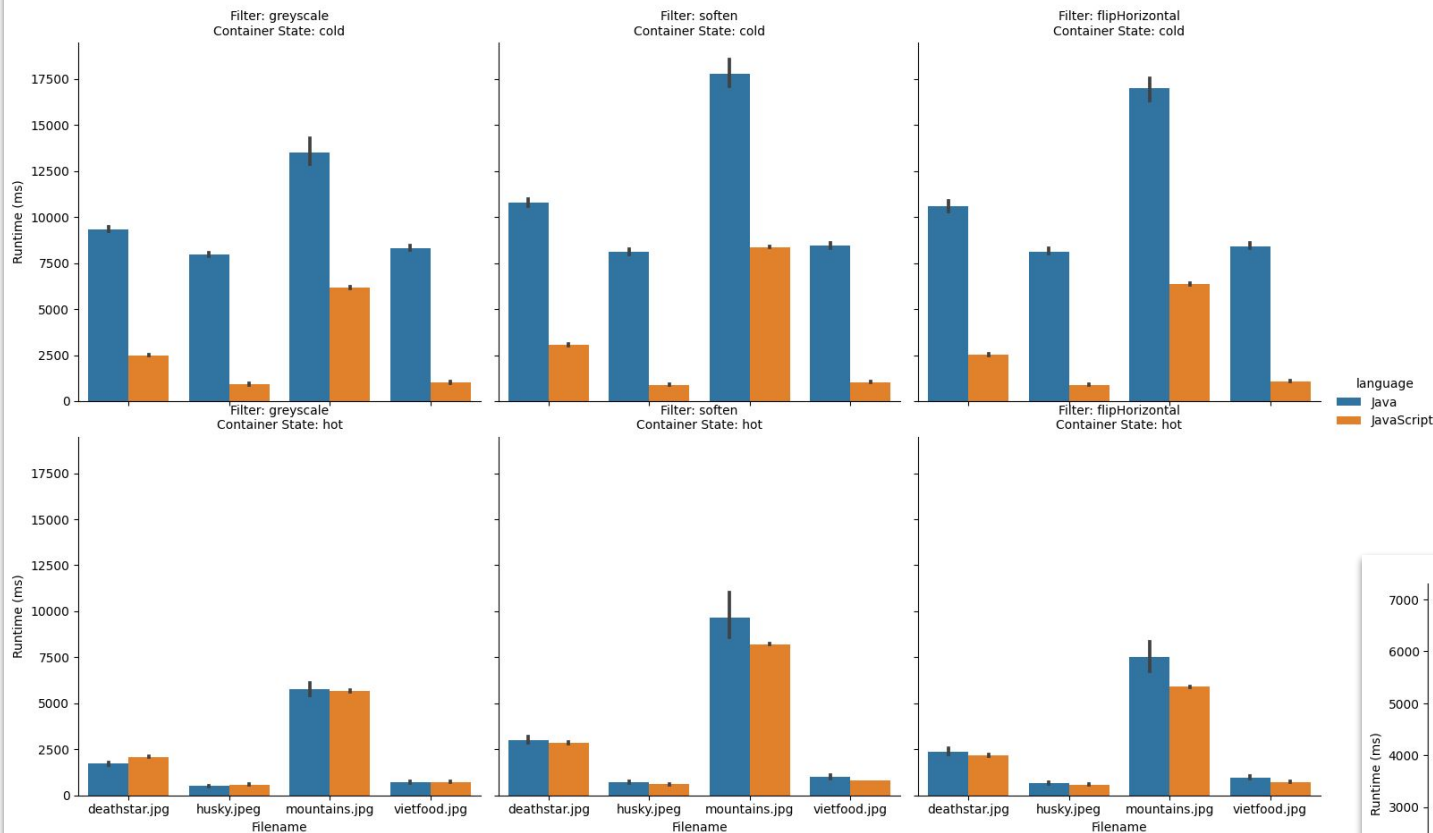 Filter: greyscale
Container State: cold
Filter: soften
Container State: cold
Filter: flipHorizontal
Container State: cold
17500
15000
12500
10000
7500
5000
2500
0
Runtime (ms)
language
Java
JavaScript
Filter: greyscale
Container State: hot
Filter: soften
Container State: hot
Filter: flipHorizontal
Container State: hot
17500
15000
12500
10000
7500
5000
2500
0
Runtime (ms)
deathstar.jpg husky.jpeg mountains.jpg vietfood.jpg
Filename
deathstar.jpg husky.jpeg mountains.jpg vietfood.jpg
Filename
deathstar.jpg husky.jpeg mountains.jpg vietfood.jpg
Filename
7000
6000
5000
4000
3000
Runtime (ms)